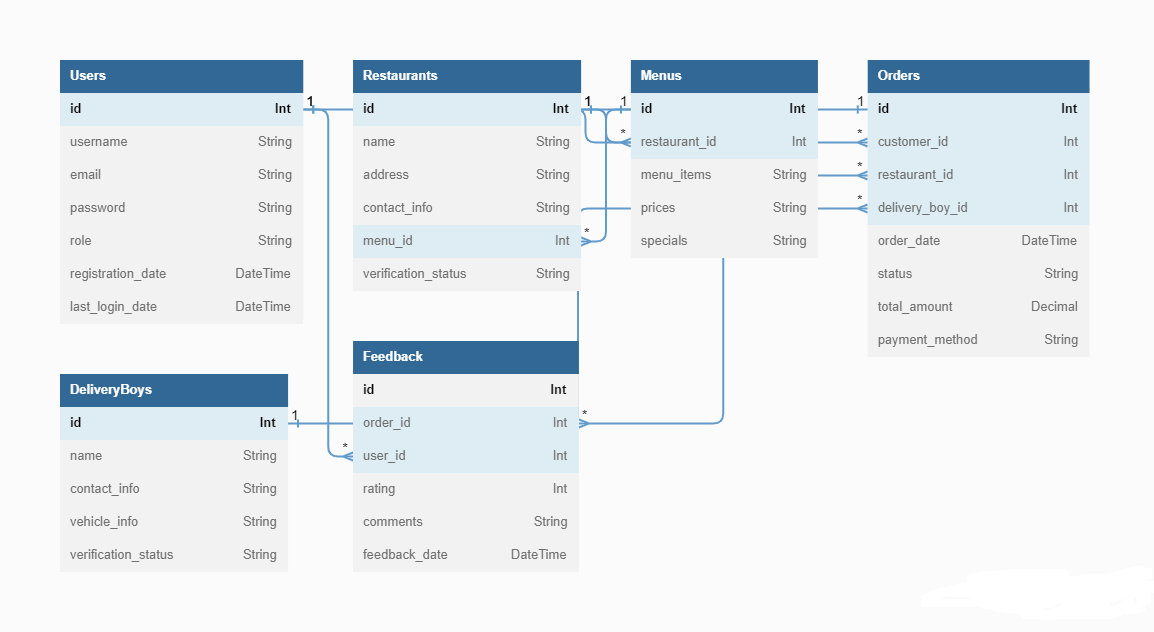 Users
id Int
username String
email String
password String
role String
registration_date DateTime
last_login_date DateTime
1
Restaurants
id Int
name String
address String
contact_info String
menu_id Int
verification_status String
1
*
Menus
1
*
id Int
restaurant_id Int
menu_items String
prices String
specials String
Orders
1
*
*
*
id Int
customer_id Int
restaurant_id Int
delivery_boy_id Int
order_date DateTime
status String
total_amount Decimal
payment_method String
DeliveryBoys
id Int
name String
contact_info String
vehicle_info String
verification_status String
1
Feedback
id Int
order_id Int
user_id Int
rating Int
comments String
feedback_date DateTime
*
*